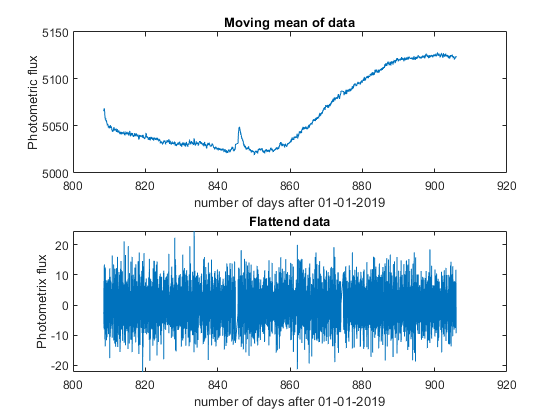 Moving mean of data
5150
5100
5050
5000
Photometric flux
800 820 840 860 880 900 920
number of days after 01-01-2019
Flattend data
20
10
0
-10
-20
Photometrix flux
800 820 840 860 880 900 920
number of days after 01-01-2019